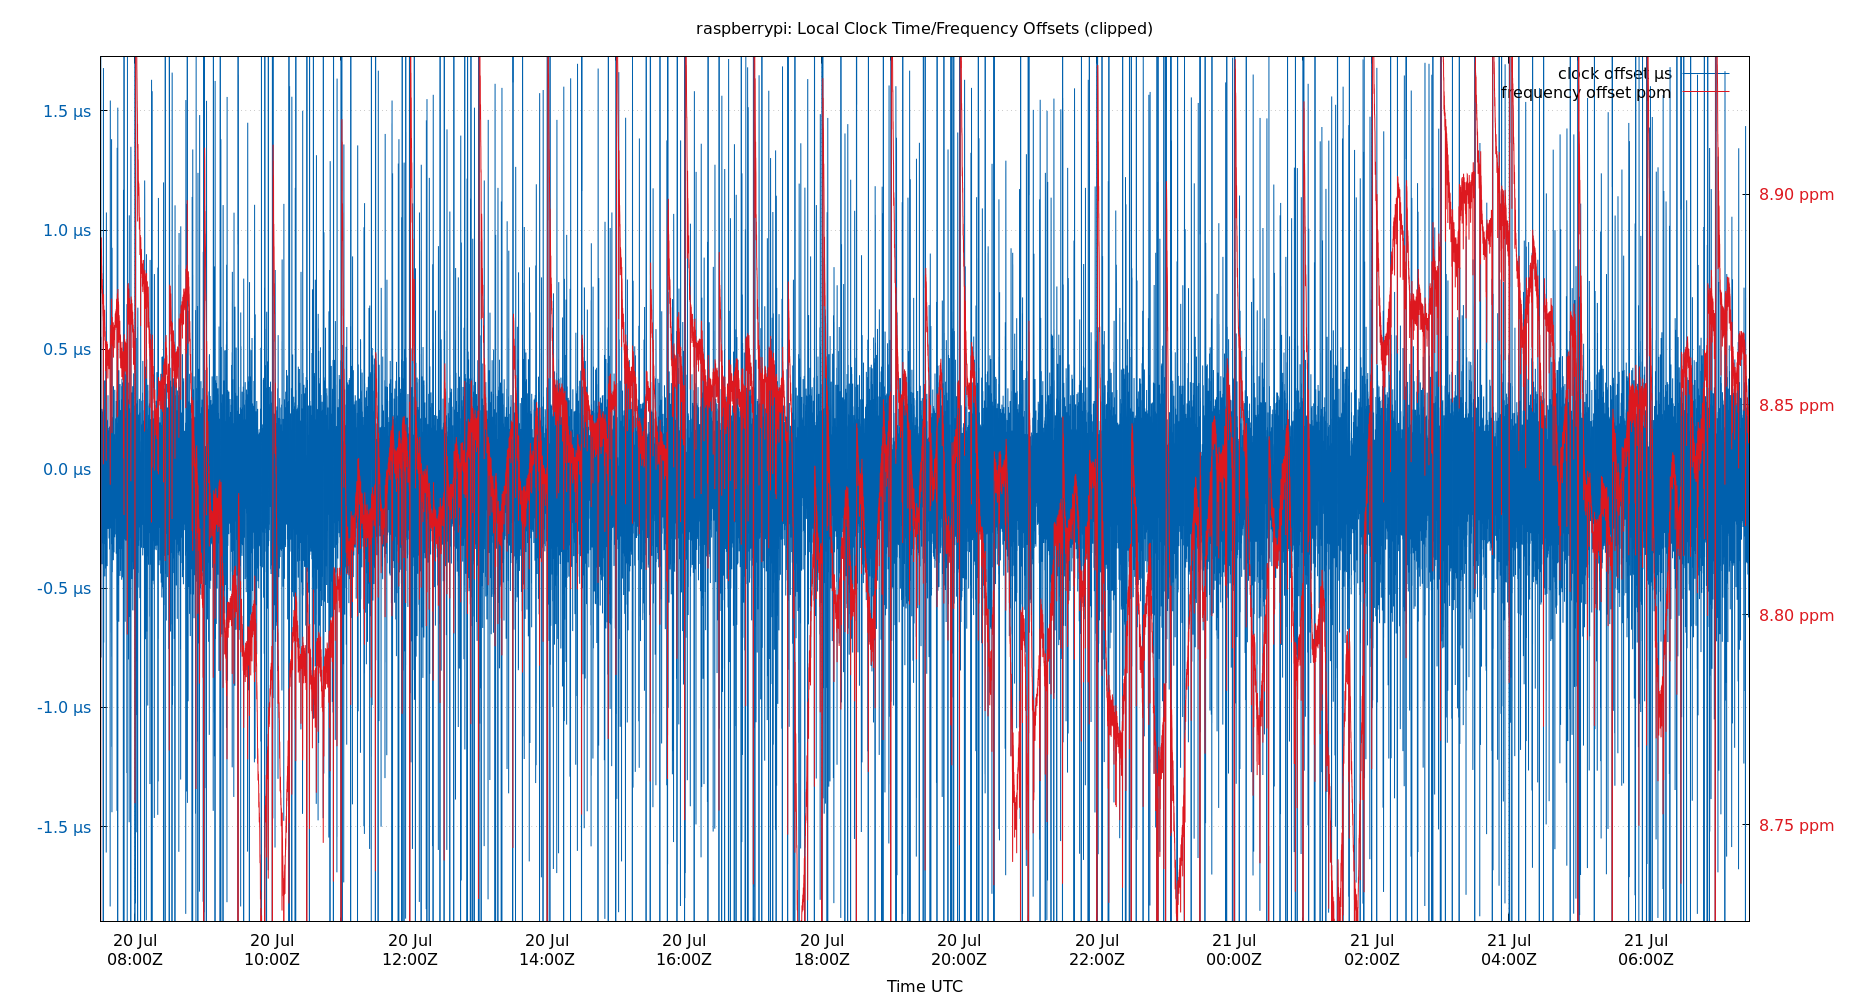 raspberrypi: Local Clock Time/Frequency Offsets (clipped)
clock offset µs
frequency offset ppm
1.5 µs
1.0 µs
0.5 µs
0.0 µs
-0.5 µs
-1.0 µs
-1.5 µs
8.90 ppm
8.85 ppm
8.80 ppm
8.75 ppm
20 Jul 20 Jul 20 Jul 20 Jul 20 Jul 20 Jul 20 Jul 20 Jul 21 Jul 21 Jul 21 Jul 21 Jul
08:00Z 10:00Z 12:00Z 14:00Z 16:00Z 18:00Z 20:00Z 22:00Z 00:00Z 02:00Z 04:00Z 06:00Z
Time UTC